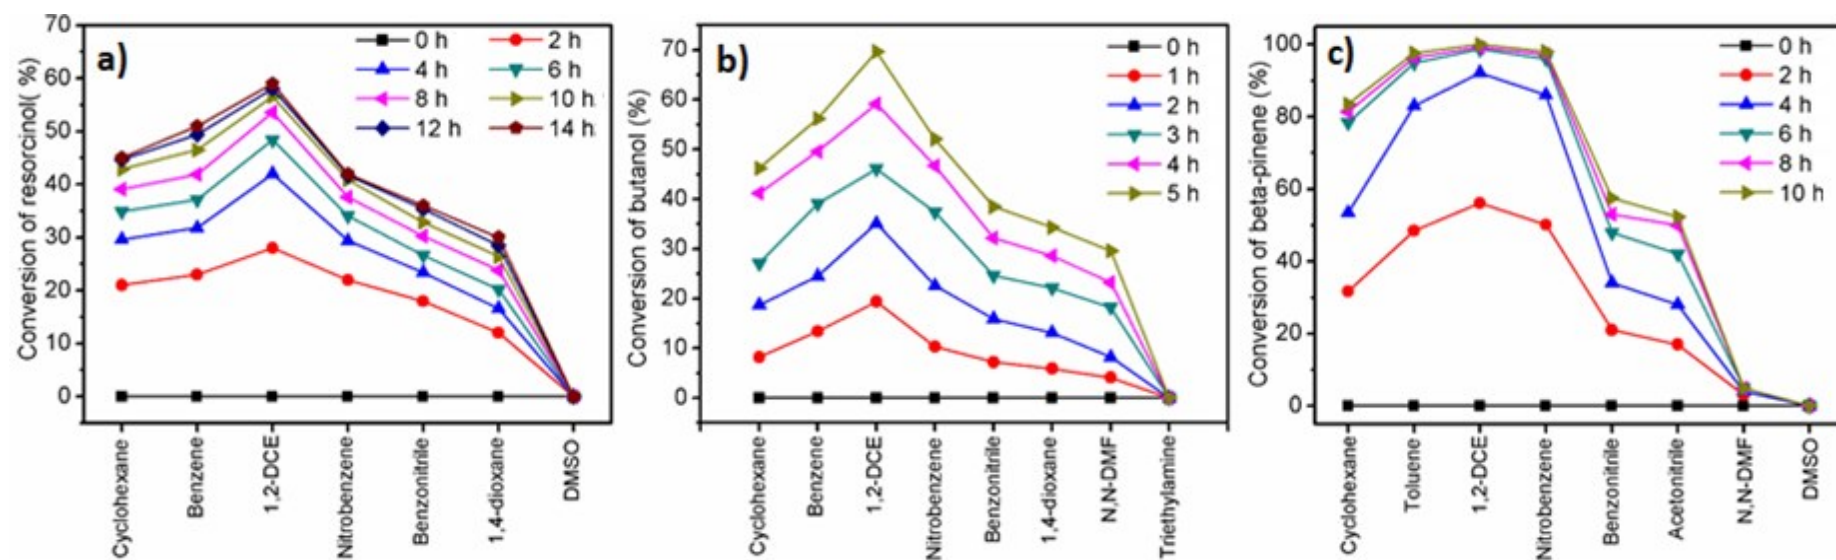 a)
Conversion of resorcinol( %)
70
60
50
40
30
20
10
0
0 h 2 h
4 h 6 h
8 h 10 h
12 h 14 h
Cyclohexane
Benzene
1,2-DCE
Nitrobenzene
Benzonitrile
1,4-dioxane
DMSO
b)
Conversion of butanol (%)
70
60
50
40
30
20
10
0
0 h
1 h
2 h
3 h
4 h
5 h
Cyclohexane
Benzene
1,2-DCE
Nitrobenzene
Benzonitrile
1,4-dioxane
N,N-DMF
Triethylamine
c)
Conversion of beta-pinene (%)
100
80
60
40
20
0
0 h
2 h
4 h
6 h
8 h
10 h
Cyclohexane
Toluene
1,2-DCE
Nitrobenzene
Benzonitrile
Acetonitrile
N,N-DMF
DMSO